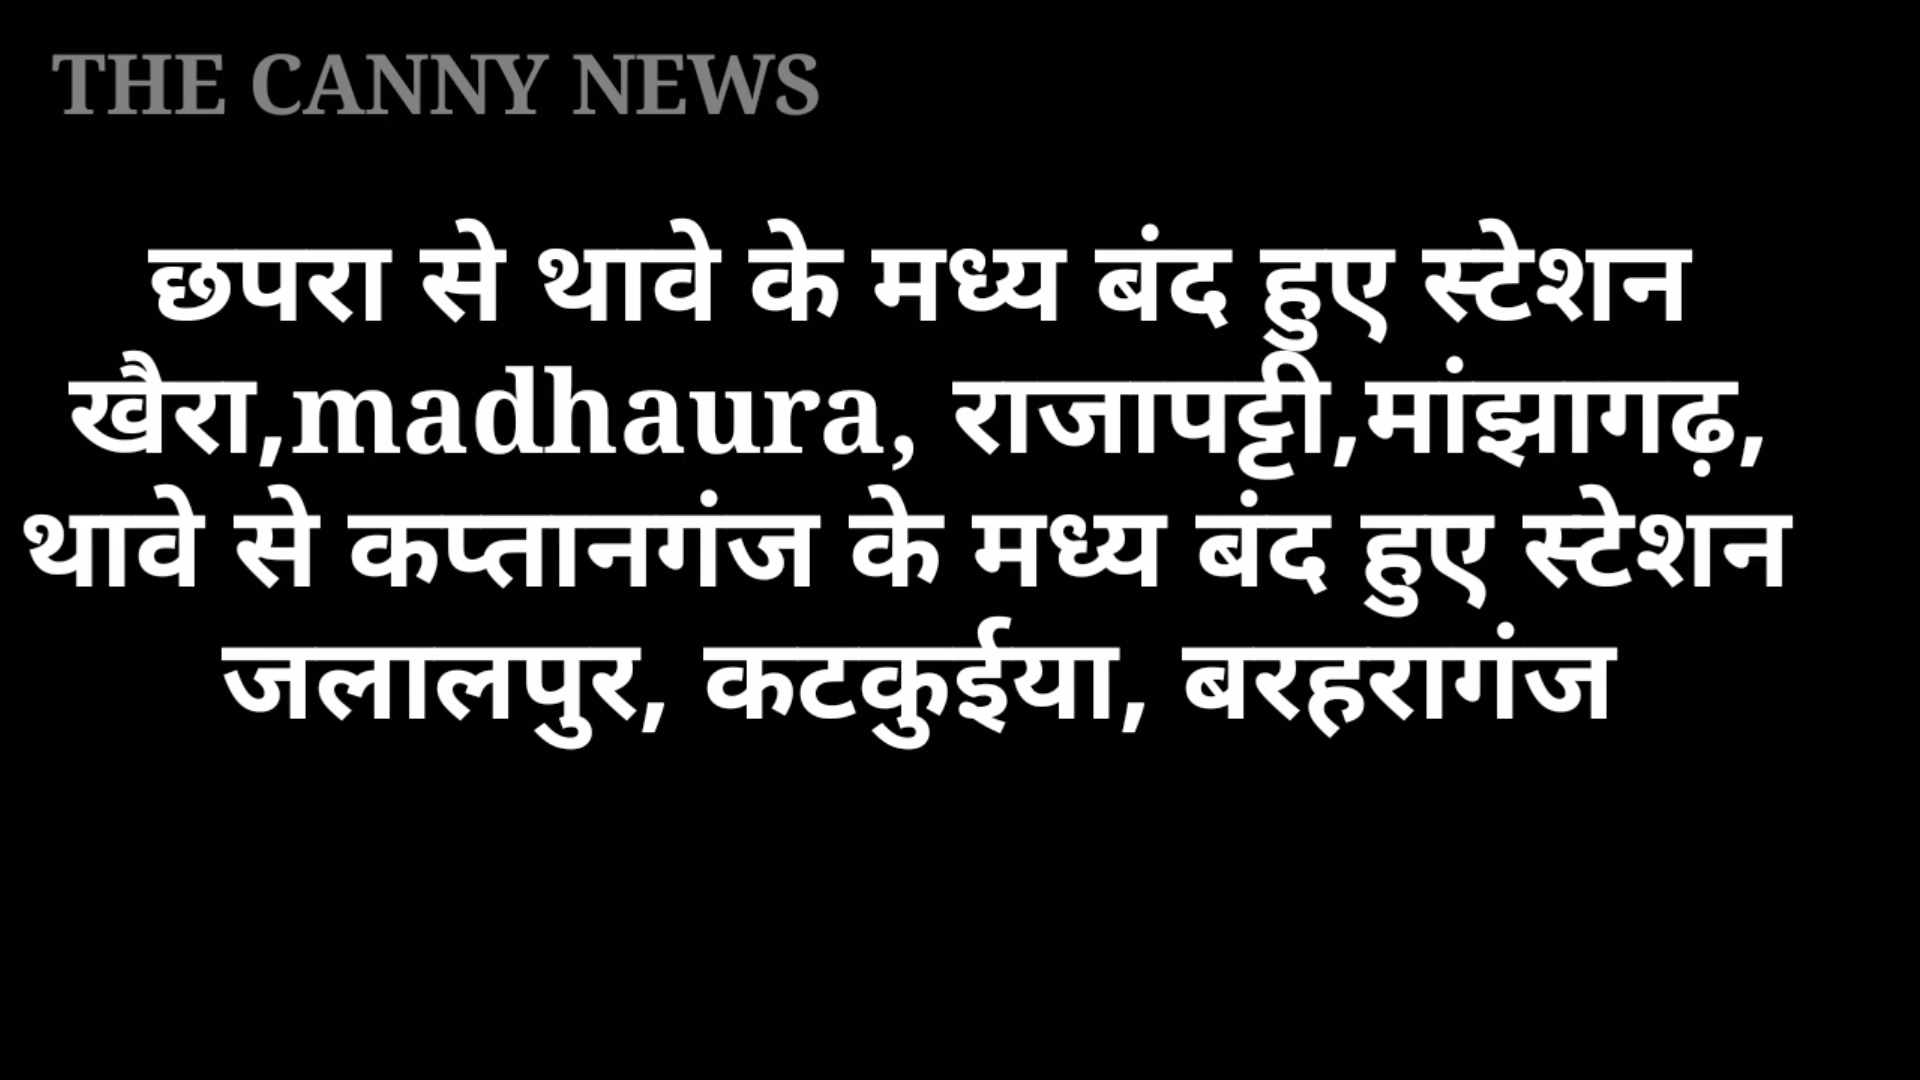 THE CANNY NEWS
छपरा से थावे के मध्य बंद हुए स्टेशन
खैरा,madhaura, राजापट्टी,मांझागढ़,
थावे से कप्तानगंज के मध्य बंद हुए स्टेशन
जलालपुर, कटकुईया, बरहरागंज